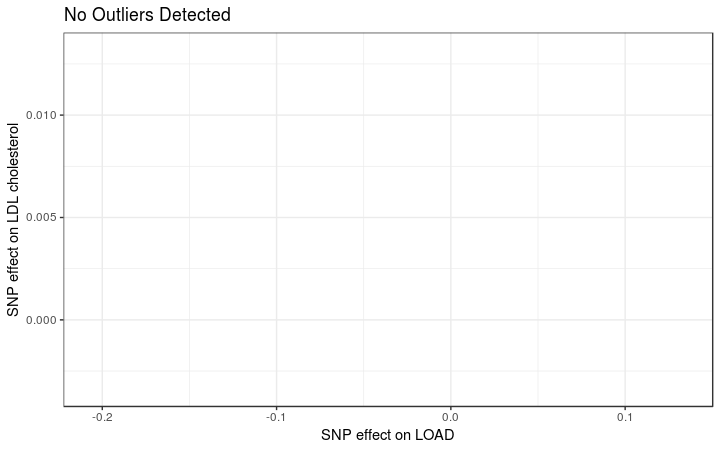 No Outliers Detected
SNP effect on LDL cholesterol
0.010
0.005
0.000
-0.2
-0.1
0.0
0.1
SNP effect on LOAD